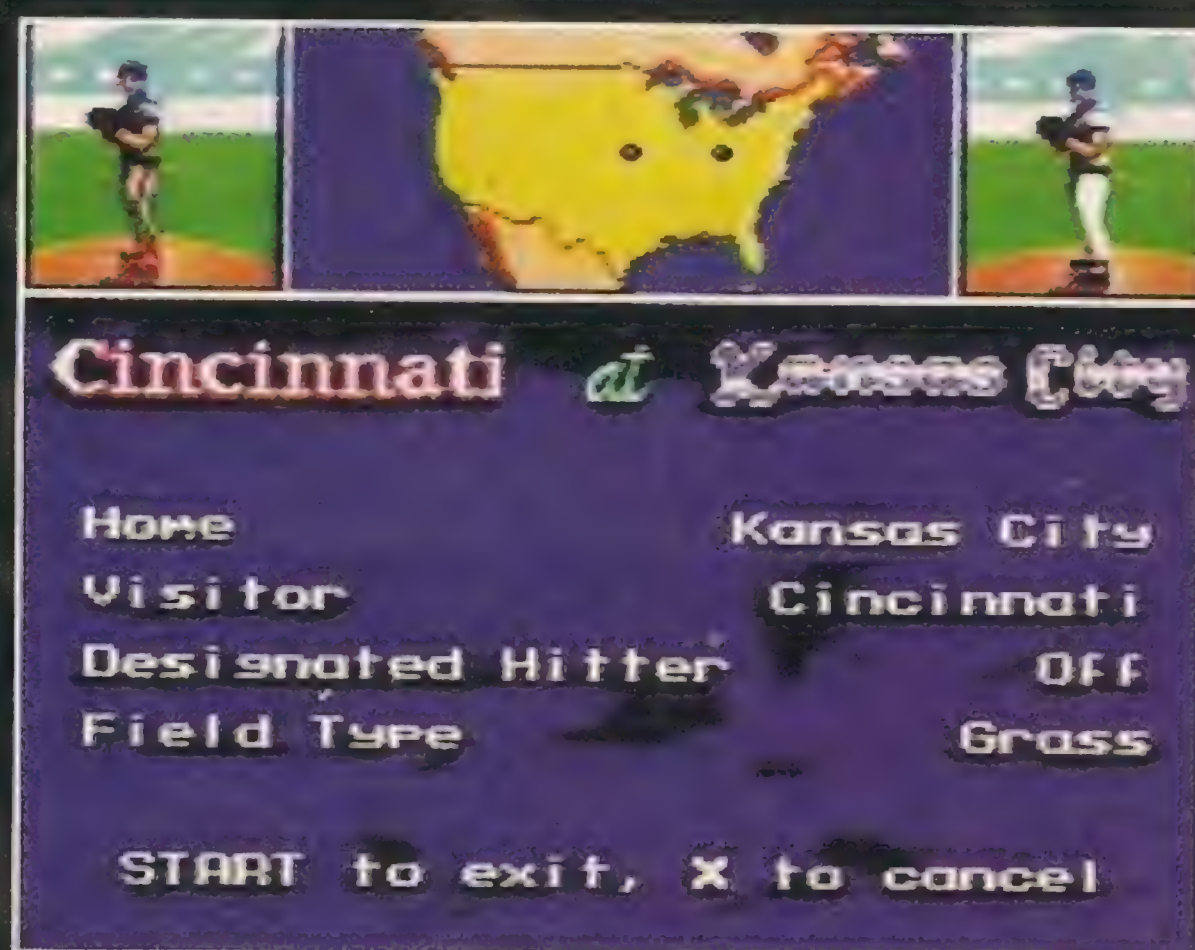 Cincinnati at Kansas City
Home Kansas City
Visitor Cincinnati
Designated Hitter Off
Field Type Grass
START to exit, X to cancel